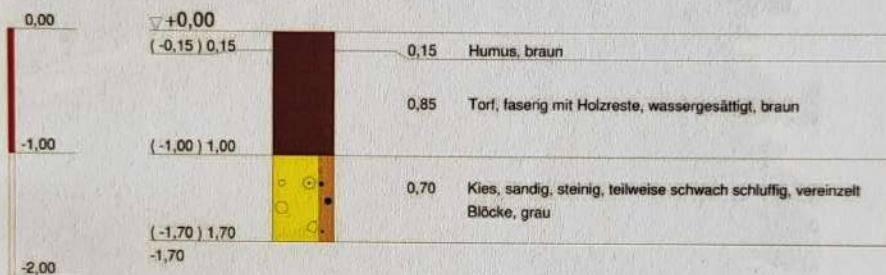 0,00
▽ +0,00
(-0,15) 0,15
0,15 Humus, braun
0,85 Torf, faserig mit Holzreste, wassergesättigt, braun
-1,00
(-1,00) 1,00
0,70 Kies, sandig, steinig, teilweise schwach schluffig, vereinzelt
Blöcke, grau
(-1,70) 1,70
-1,70
-2,00